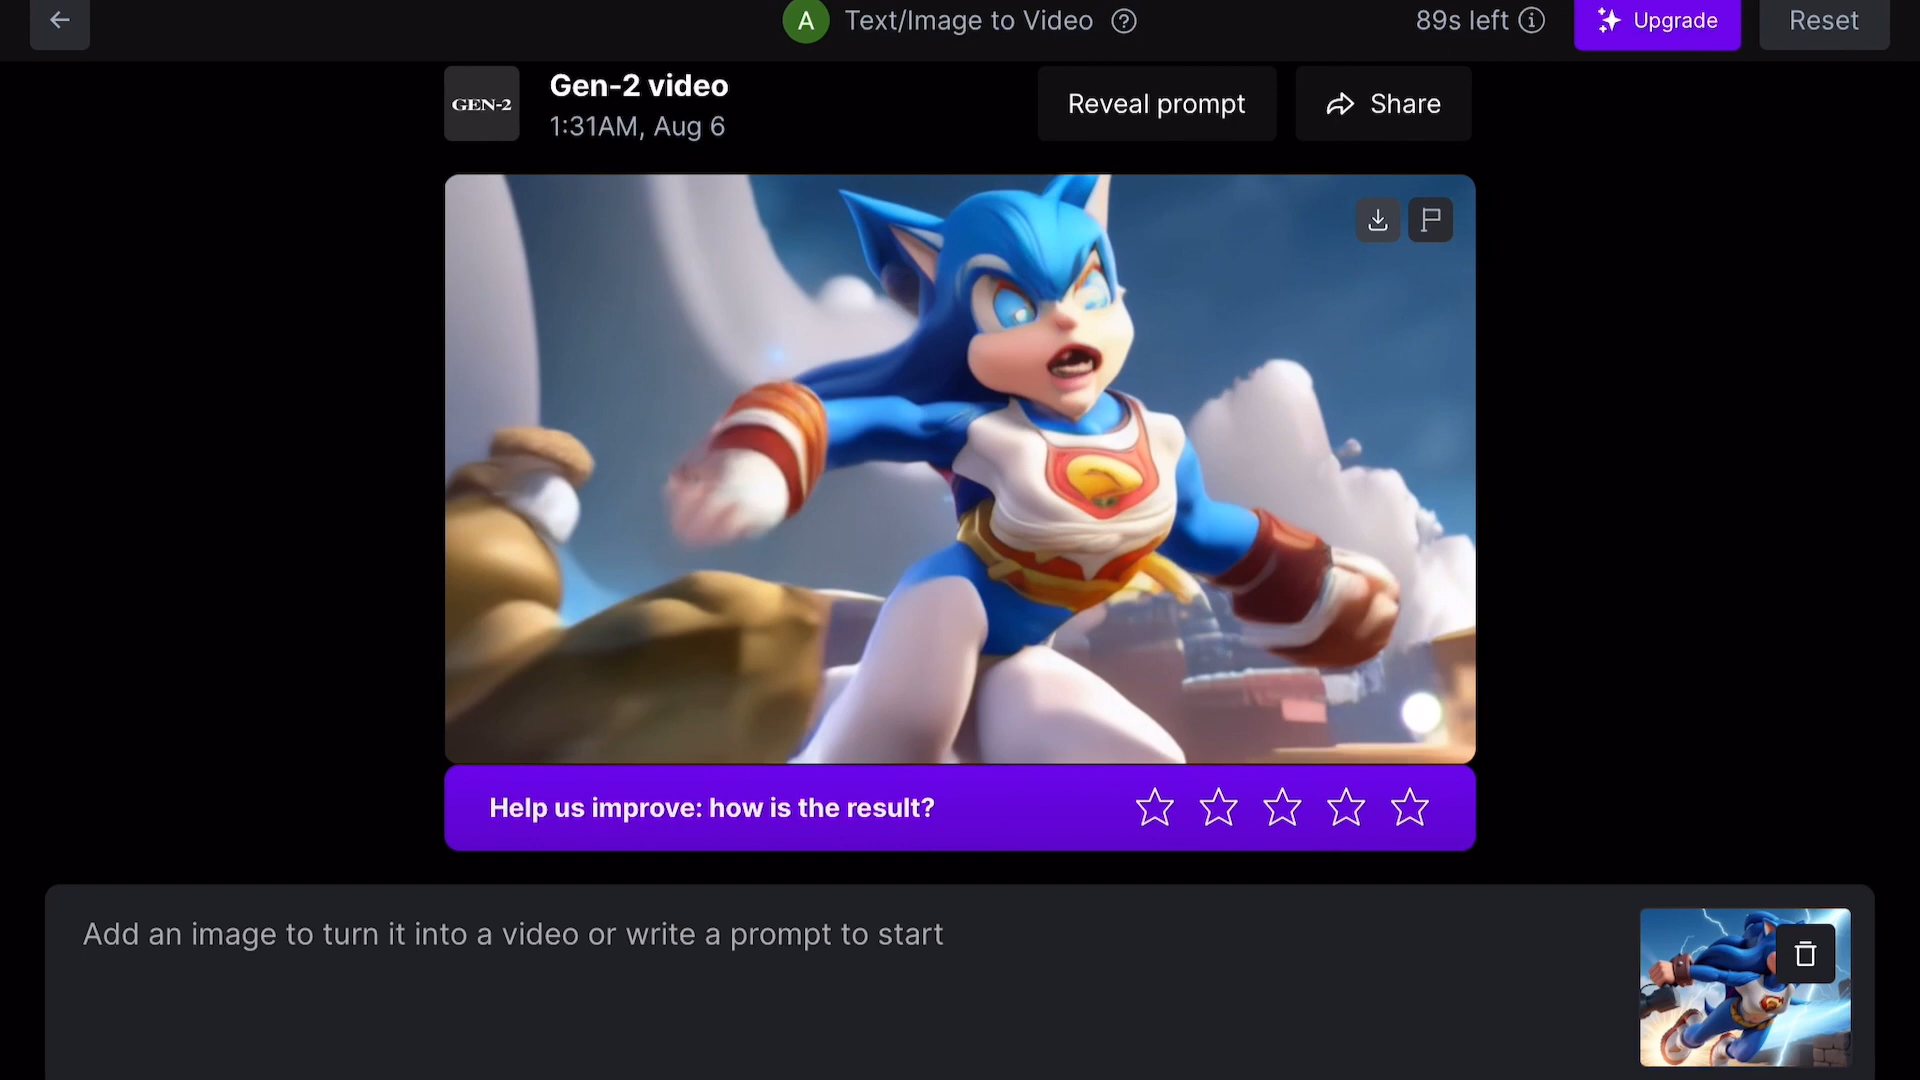 A Text/Image to Video
89s left
Upgrade
Reset
GEN-2
Gen-2 video
1:31AM, Aug 6
Reveal prompt
Share
Help us improve: how is the result?
Add an image to turn it into a video or write a prompt to start